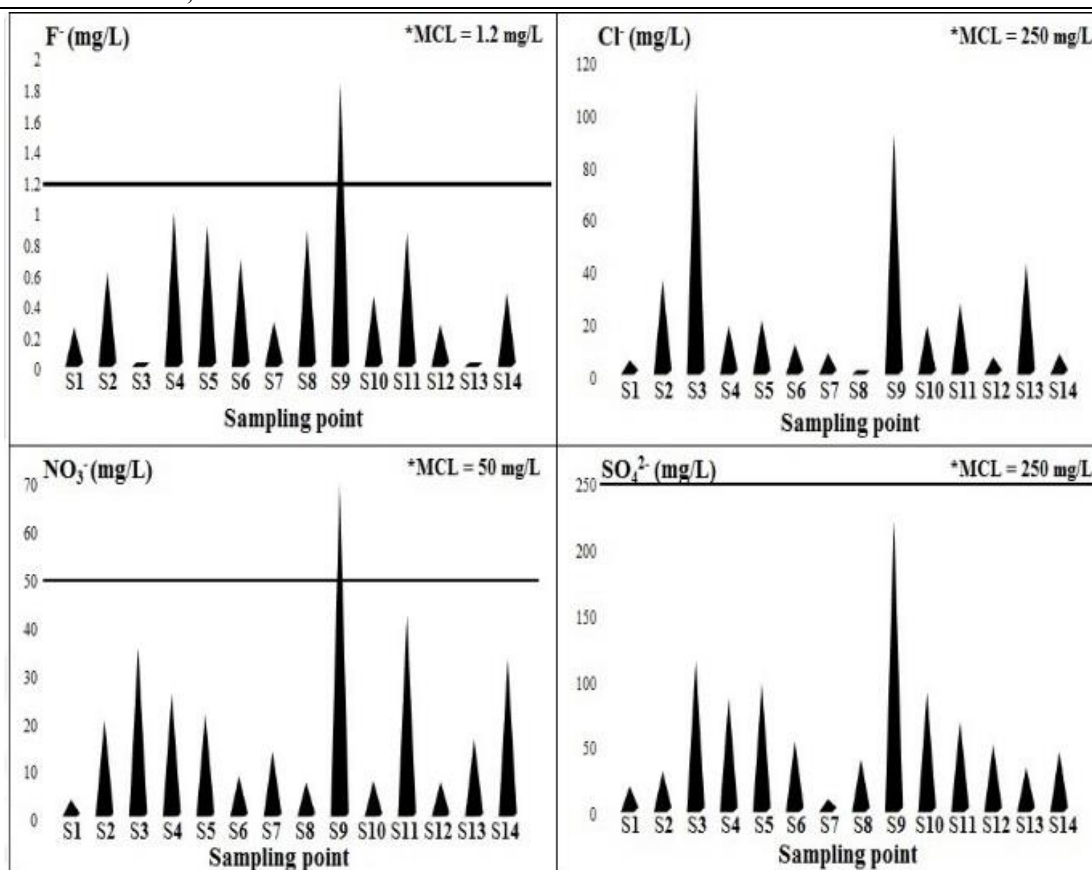 F- (mg/L) *MCL = 1.2 mg/L
2
1.8
1.6
1.4
1.2
1
0.8
0.6
0.4
0.2
0
S1 S2 S3 S4 S5 S6 S7 S8 S9 S10 S11 S12 S13 S14
Sampling point
Cl- (mg/L) *MCL = 250 mg/L
120
100
80
60
40
20
0
S1 S2 S3 S4 S5 S6 S7 S8 S9 S10 S11 S12 S13 S14
Sampling point
NO₃- (mg/L) *MCL = 50 mg/L
70
60
50
40
30
20
10
0
S1 S2 S3 S4 S5 S6 S7 S8 S9 S10 S11 S12 S13 S14
Sampling point
SO₄²- (mg/L) *MCL = 250 mg/L
250
200
150
100
50
0
S1 S2 S3 S4 S5 S6 S7 S8 S9 S10 S11 S12 S13 S14
Sampling point